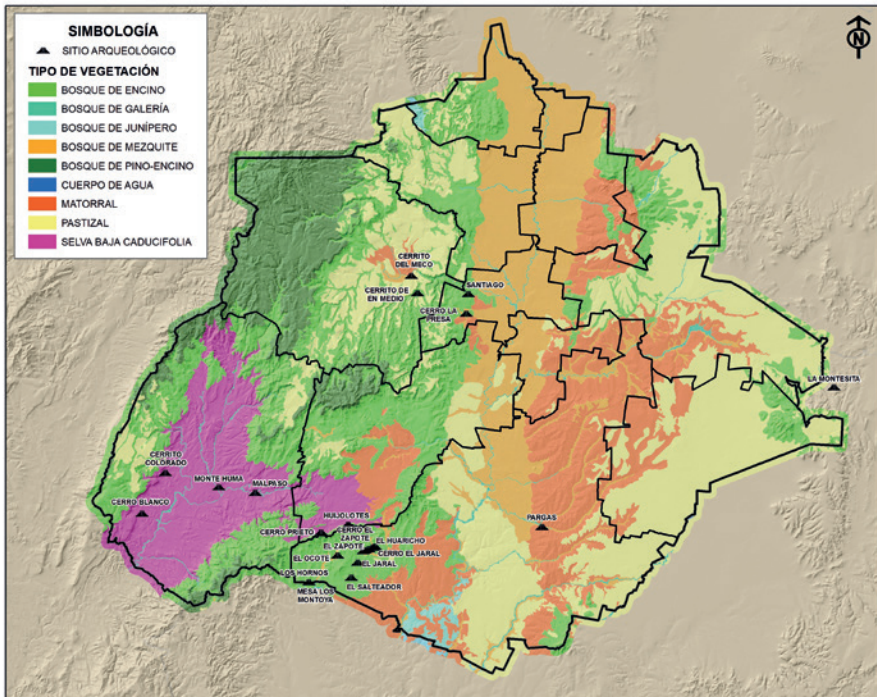 SIMBOLOGÍA
SITIO ARQUEOLÓGICO
TIPO DE VEGETACIÓN
BOSQUE DE ENCINO
BOSQUE DE GALERÍA
BOSQUE DE JUNÍPERO
BOSQUE DE MEZQUITE
BOSQUE DE PINO-ENCINO
CUERPO DE AGUA
MATORRAL
PASTIZAL
SELVA BAJA CADUCIFOLIA
N
CERRITO
DEL MECO
CERRITO DE
EN MEDIO
SANTIAGO
CERRO LA
PRESA
LA MONTESITA
CERRITO
COLORADO
MONTE HUMA
MALPASO
CERRO BLANCO
HUIJOLOTES
CERRO PRIETO
CERRO EL
ZAPOTE
EL ZAPOTE
EL HUARICHO
CERRO EL JARAL
EL OCOTE
EL JARAL
LOS HORNOS
EL SALTEADOR
MESA LOS
MONTOYA
PARGAS